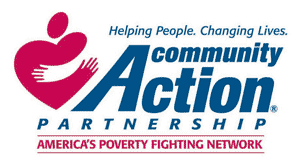 Helping People. Changing Lives.
community
Action®
PARTNERSHIP
AMERICA'S POVERTY FIGHTING NETWORK